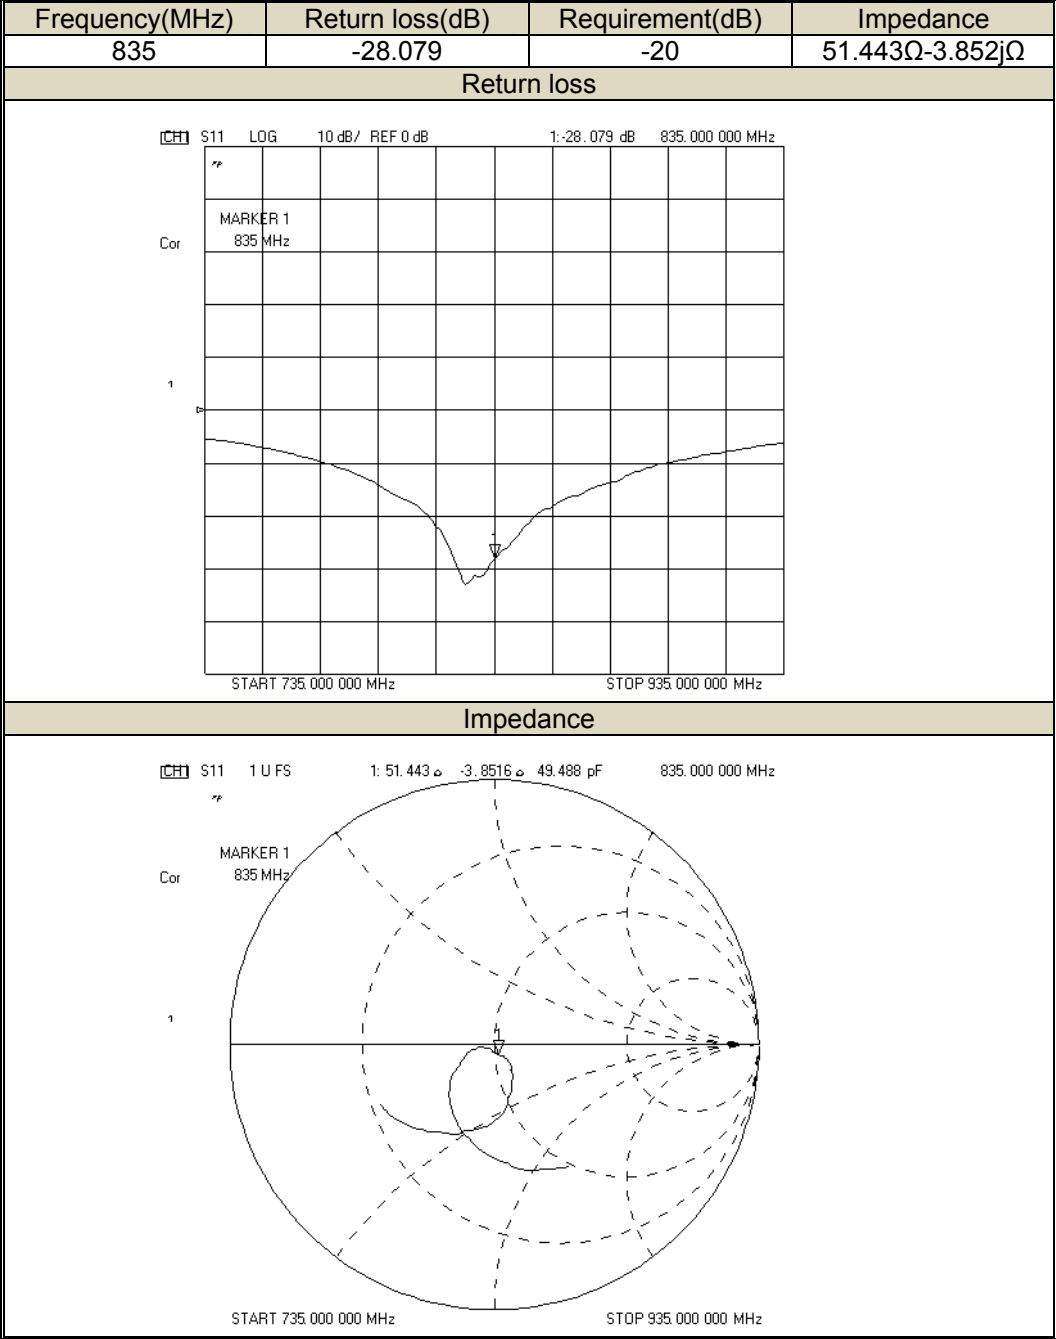 Frequency(MHz) Return loss(dB) Requirement(dB) Impedance
835 -28.079 -20 51.443Ω-3.852jΩ
Return loss
CH1 S11 LOG 10 dB/ REF 0 dB 1:-28.079 dB 835.000 000 MHz
MARKER 1
835 MHz
Cor
1
1
START 735.000 000 MHz STOP 935.000 000 MHz
Impedance
CH1 S11 1 U FS 1: 51.443 Ω -3.8516 Ω 49.488 pF 835.000 000 MHz
MARKER 1
835 MHz
Cor
1
1
START 735.000 000 MHz STOP 935.000 000 MHz